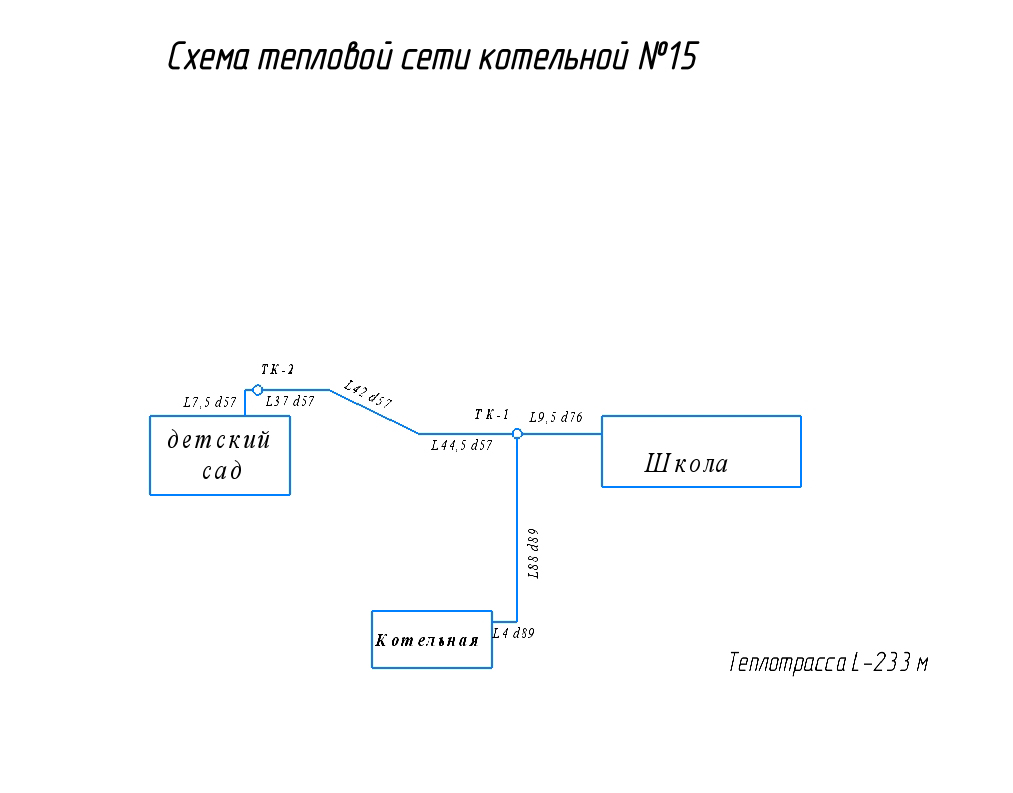 Схема тепловой сети котельной №15
ТК-2
L7,5 d57
L37 d57
L42 d57
ТК-1
L9,5 d76
L44,5 d57
детский
сад
Школа
L88 d89
L4 d89
Котельная
Теплотрасса L-233 м